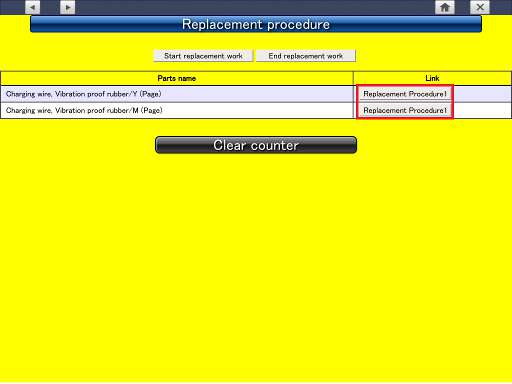 Replacement procedure
Start replacement work End replacement work
Parts name Link
Charging wire, Vibration proof rubber/Y (Page) Replacement Procedure1
Charging wire, Vibration proof rubber/M (Page) Replacement Procedure1
Clear counter